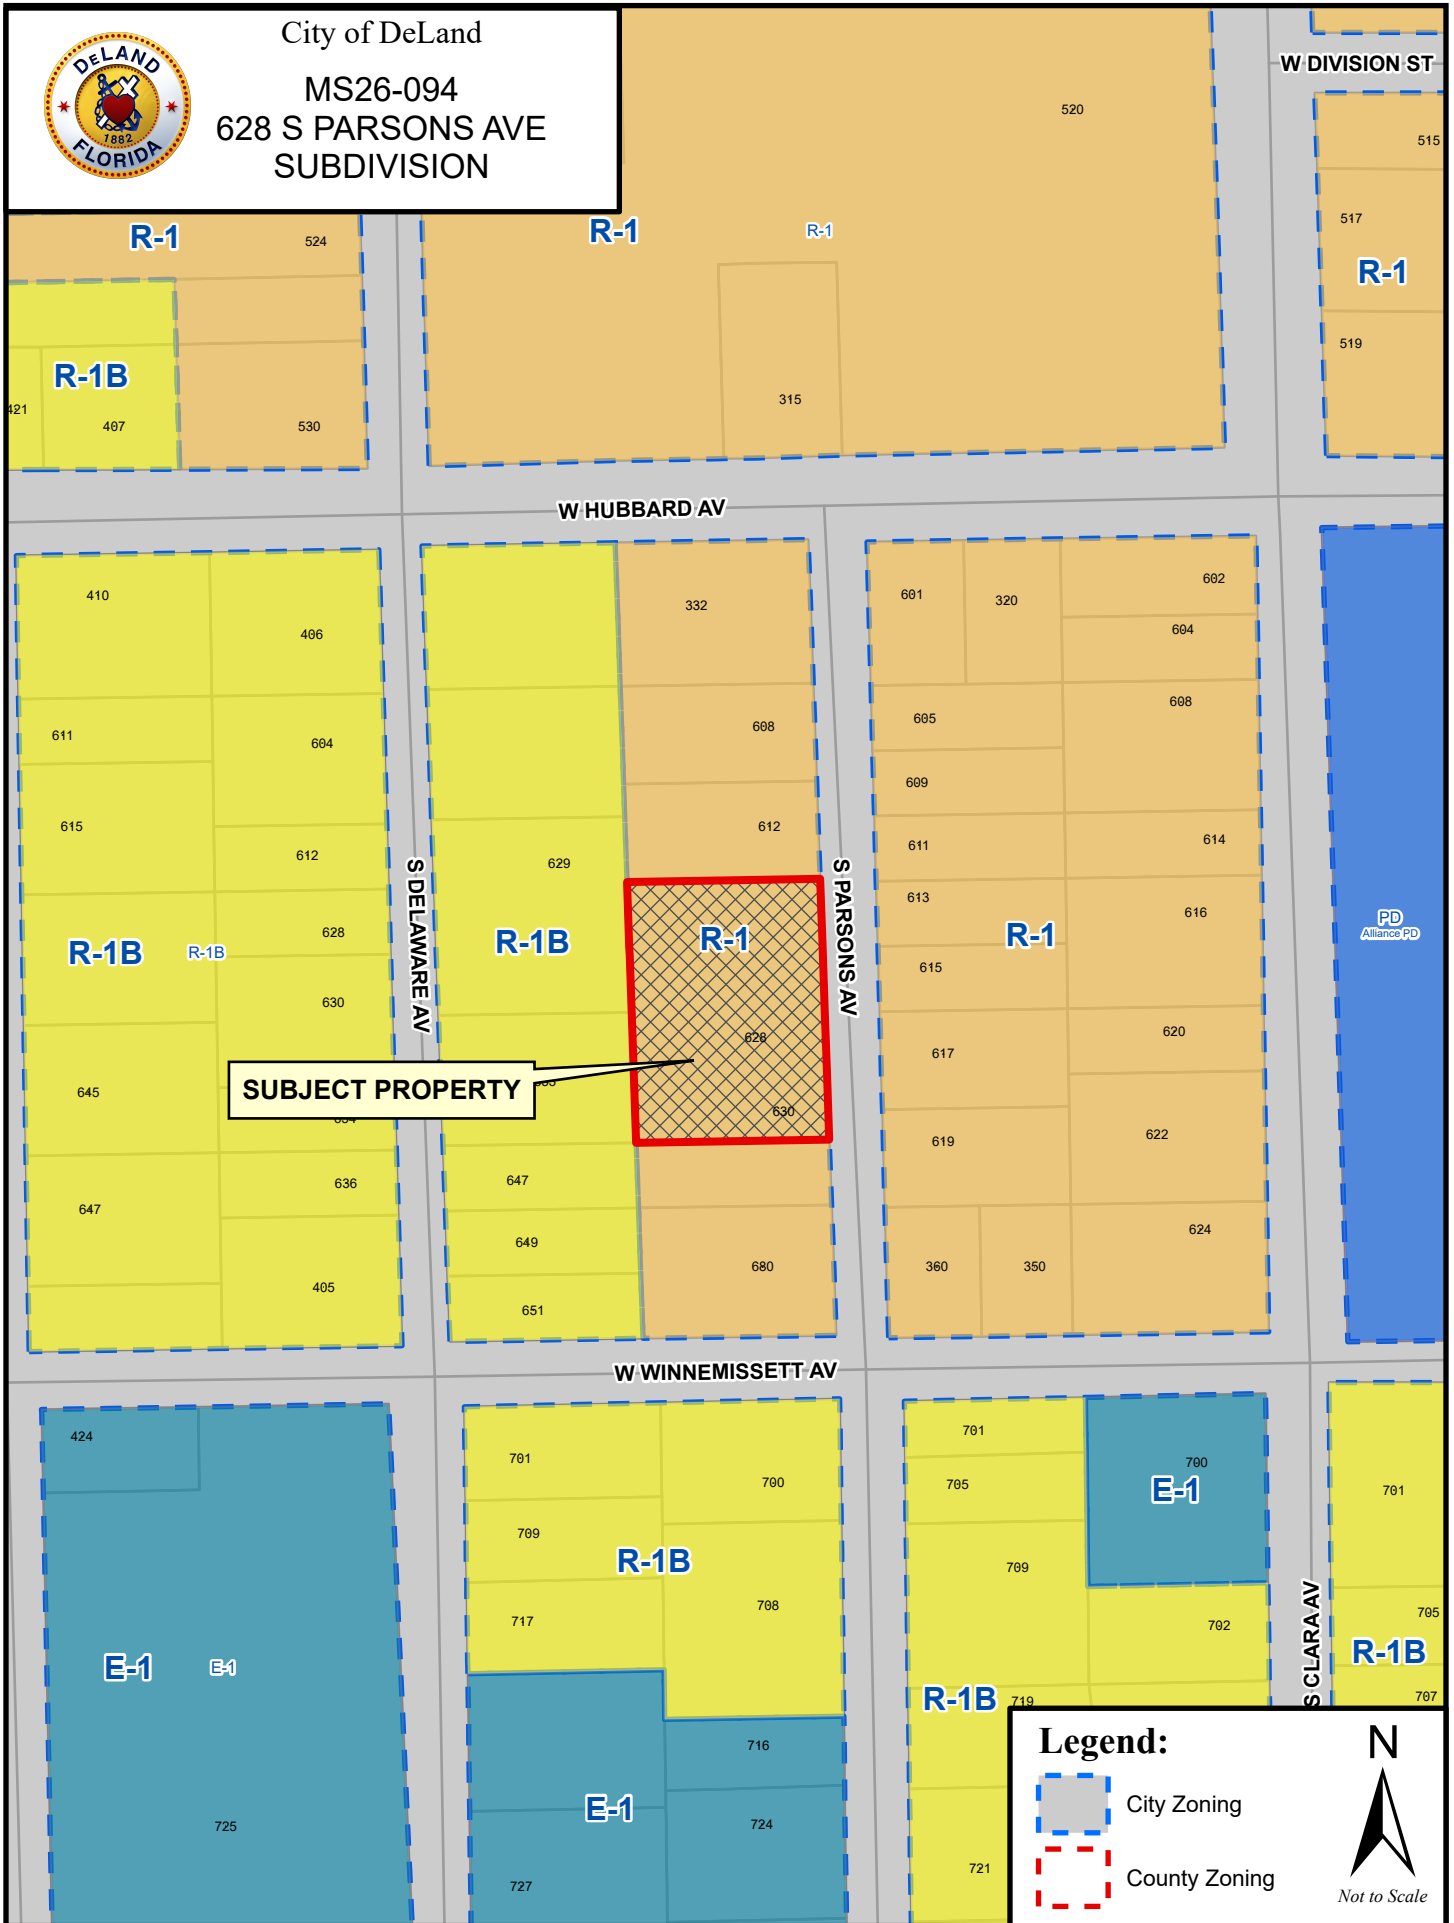 City of DeLand
MS26-094
628 S PARSONS AVE
SUBDIVISION
DELAND
1882
FLORIDA
W DIVISION ST
520
515
517
R-1
519
R-1
524
R-1
R-1
R-1B
421
407
530
315
W HUBBARD AV
410
406
611
604
615
612
R-1B
R-1B
628
630
645
636
647
405
S DELAWARE AV
332
608
612
629
R-1B
R-1
628
630
SUBJECT PROPERTY
647
649
651
680
S PARSONS AV
601
320
602
604
605
608
609
611
614
613
616
R-1
615
617
620
619
622
624
360
350
PD
Alliance PD
W WINNEMISSETT AV
424
E-1
E-1
725
701
700
709
R-1B
717
708
716
E-1
724
727
701
700
705
E-1
709
702
R-1B
719
721
S CLARA AV
701
705
R-1B
707
Legend:
City Zoning
County Zoning
N
Not to Scale